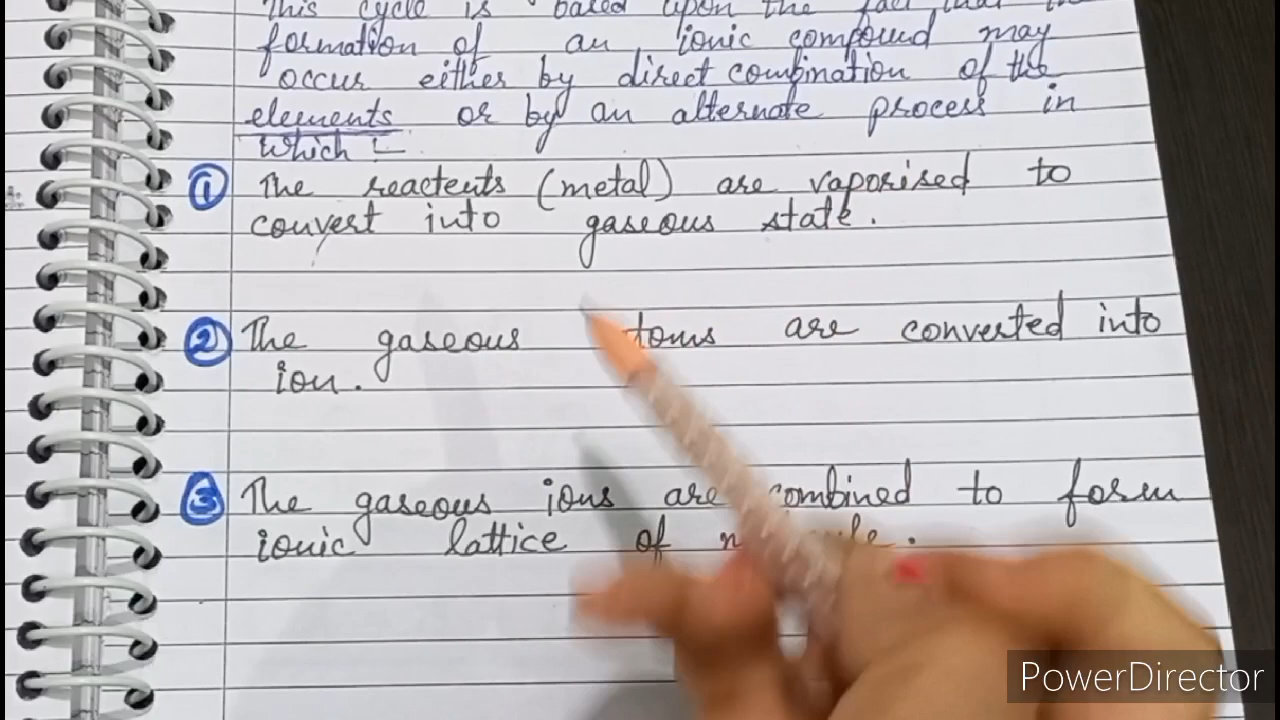 This cycle is based upon the fact that
formation of an ionic compound may
occur either by direct combination of the
elements or by an alternate process in
which :-
① The reactents (metal) are vaporised to
convert into gaseous state.
② The gaseous toms are converted into
ion.
③ The gaseous ions are combined to form
ionic lattice of
PowerDirector